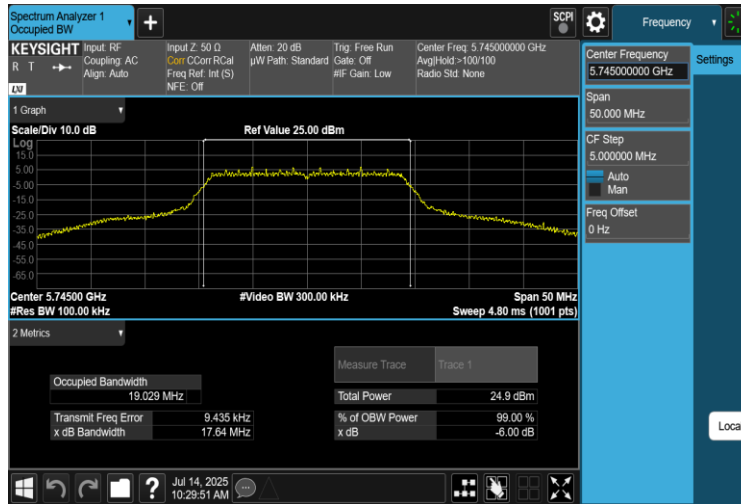 Spectrum Analyzer 1
Occupied BW
SCPI
Frequency
KEYSIGHT
R T
LXI
Input: RF
Coupling: AC
Align: Auto
Input Z: 50 Ω
Corr CCorr RCal
Freq Ref: Int (S)
NFE: Off
Atten: 20 dB
µW Path: Standard
Trig: Free Run
Gate: Off
#IF Gain: Low
Center Freq: 5.745000000 GHz
Avg|Hold:>100/100
Radio Std: None
Center Frequency
5.745000000 GHz
Settings
Span
50.000 MHz
CF Step
5.000000 MHz
Auto
Man
Freq Offset
0 Hz
1 Graph
Scale/Div 10.0 dB
Ref Value 25.00 dBm
Log
15.0
5.00
-5.00
-15.0
-25.0
-35.0
-45.0
-55.0
-65.0
Center 5.74500 GHz
#Video BW 300.00 kHz
Span 50 MHz
#Res BW 100.00 kHz
Sweep 4.80 ms (1001 pts)
2 Metrics
Measure Trace
Trace 1
Occupied Bandwidth
19.029 MHz
Total Power
24.9 dBm
Transmit Freq Error
9.435 kHz
% of OBW Power
99.00 %
x dB Bandwidth
17.64 MHz
x dB
-6.00 dB
Loca
?
Jul 14, 2025
10:29:51 AM